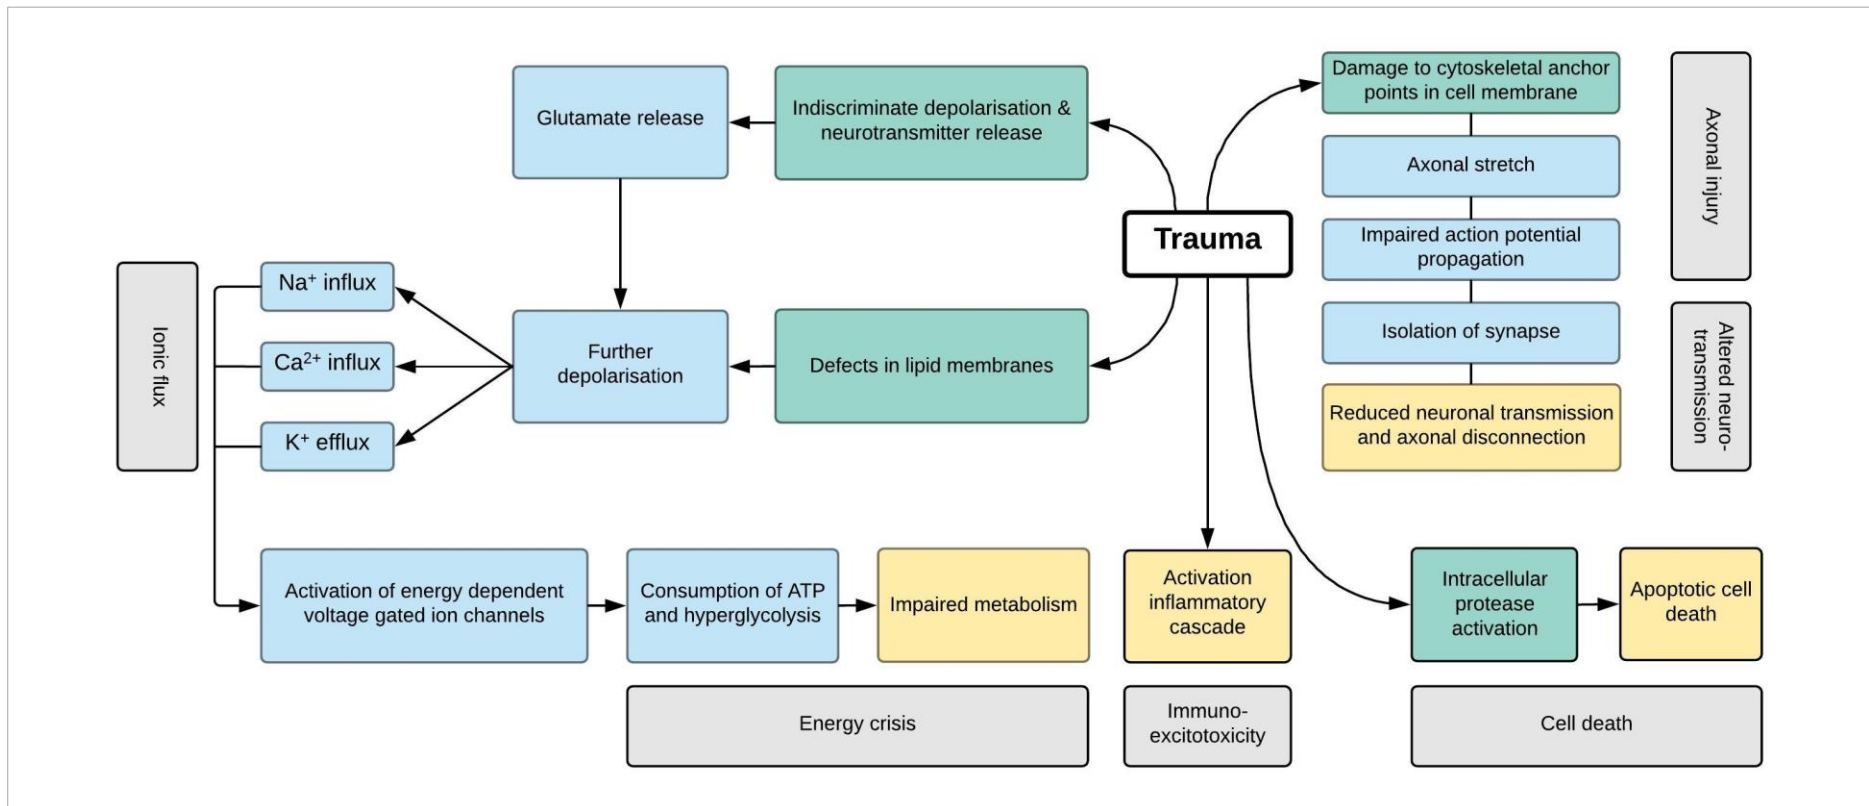 Glutamate release
Indiscriminate depolarisation &
neurotransmitter release
Damage to cytoskeletal anchor
points in cell membrane
Axonal stretch
Impaired action potential
propagation
Isolation of synapse
Reduced neuronal transmission
and axonal disconnection
Axonal injury
Altered neuro-
transmission
Trauma
Ionic flux
Na⁺ influx
Ca²⁺ influx
K⁺ efflux
Further
depolarisation
Defects in lipid membranes
Activation of energy dependent
voltage gated ion channels
Consumption of ATP
and hyperglycolysis
Impaired metabolism
Activation
inflammatory
cascade
Intracellular
protease
activation
Apoptotic cell
death
Energy crisis
Immuno-
excitotoxicity
Cell death